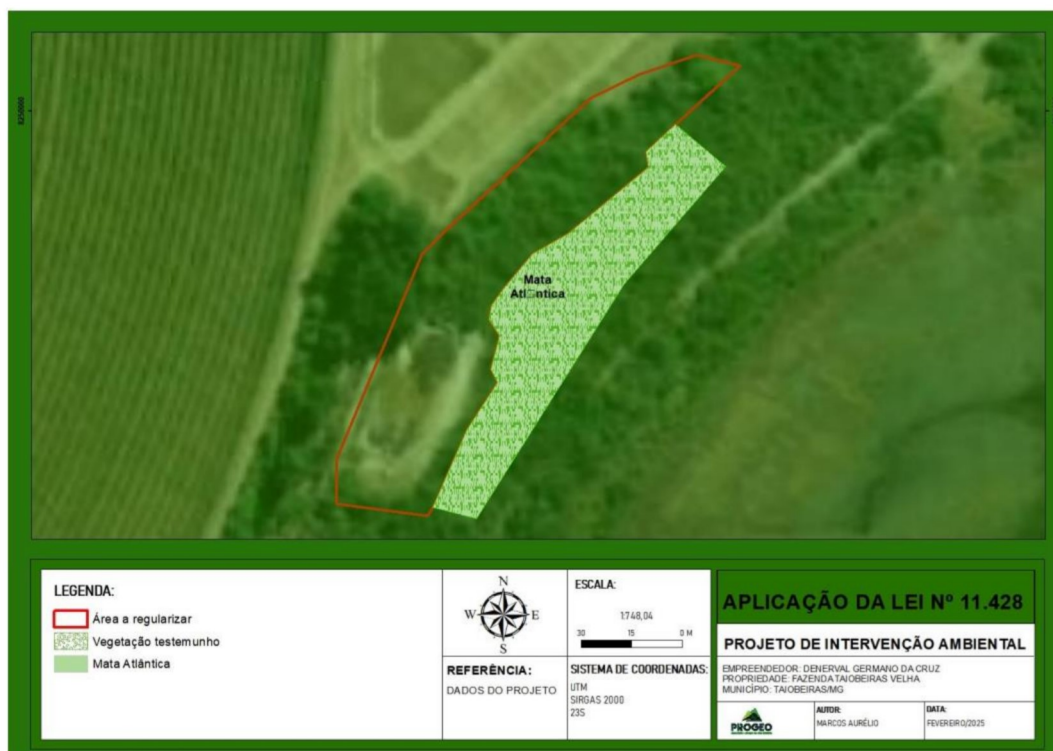 8258000
Mata
Atl□ntica
LEGENDA:
Área a regularizar
Vegetação testemunho
Mata Atlântica
N
W
E
S
ESCALA:
1:748,04
30 15 0 M
REFERÊNCIA:
DADOS DO PROJETO
SISTEMA DE COORDENADAS:
UTM
SIRGAS 2000
23S
APLICAÇÃO DA LEI Nº 11.428
PROJETO DE INTERVENÇÃO AMBIENTAL
EMPREENDEDOR: DENERVAL GERMANO DA CRUZ
PROPRIEDADE: FAZENDA TAIOBEIRAS VELHA
MUNICÍPIO: TAIOBEIRAS/MG
PROGEO
AUTOR:
MARCOS AURÉLIO
DATA:
FEVEREIRO/2025